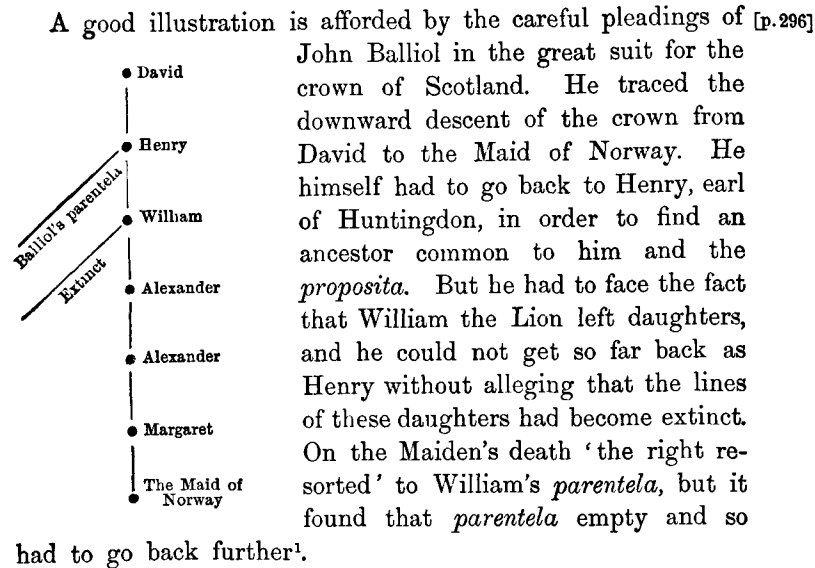 A good illustration is afforded by the careful pleadings of [p.296]
John Balliol in the great suit for the
crown of Scotland. He traced the
downward descent of the crown from
David to the Maid of Norway. He
himself had to go back to Henry, earl
of Huntingdon, in order to find an
ancestor common to him and the
proposita. But he had to face the fact
that William the Lion left daughters,
and he could not get so far back as
Henry without alleging that the lines
of these daughters had become extinct.
On the Maiden's death 'the right re-
sorted' to William's parentela, but it
found that parentela empty and so
had to go back further¹.
David
Henry
Balliol's parentela
William
Extinct
Alexander
Alexander
Margaret
The Maid of
Norway